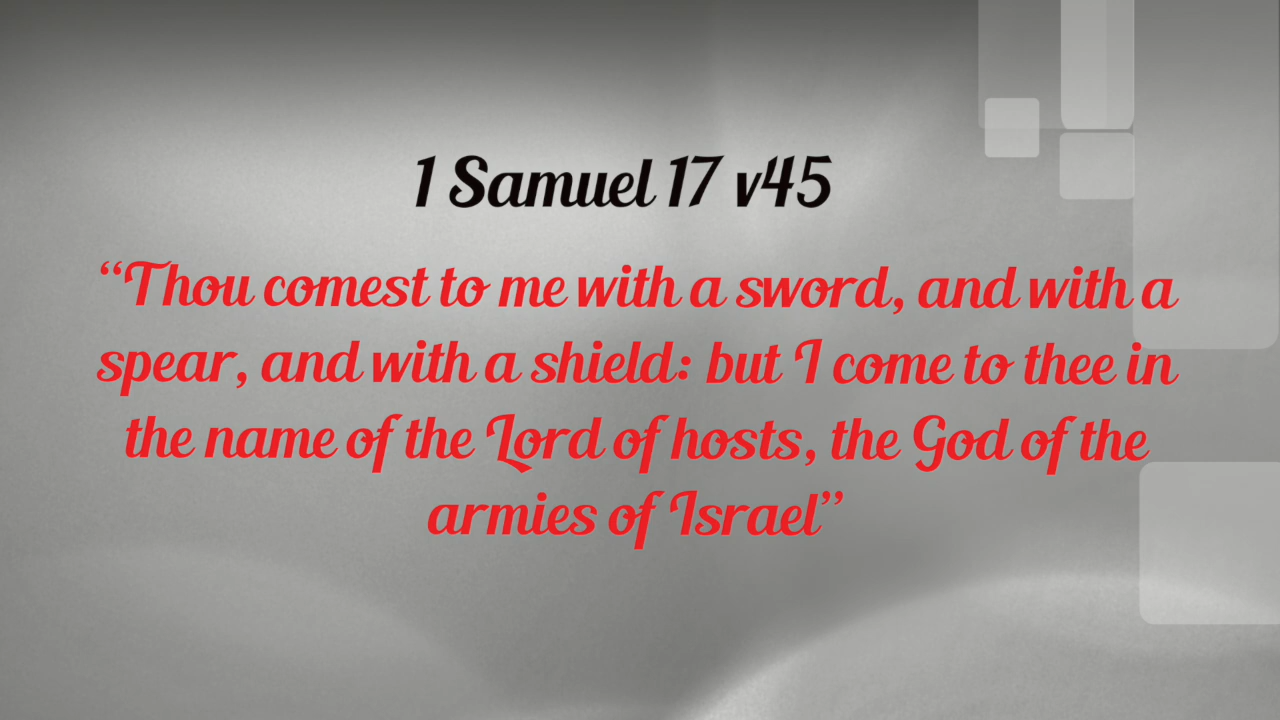 1 Samuel 17 v45
“Thou comest to me with a sword, and with a
spear, and with a shield: but I come to thee in
the name of the Lord of hosts, the God of the
armies of Israel”